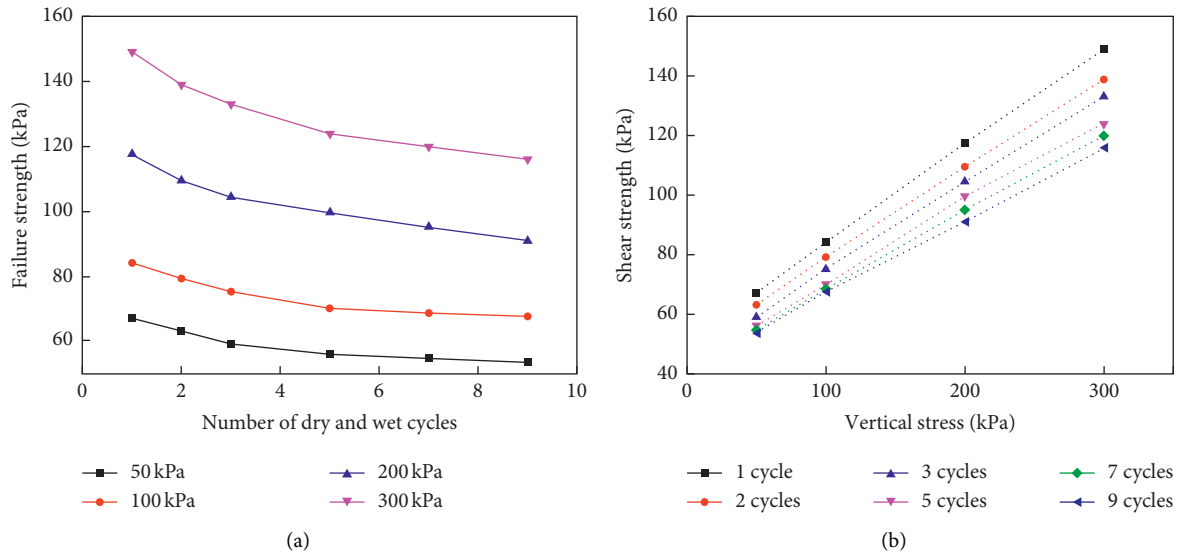 160
140
120
100
80
60
Failure strength (kPa)
0 2 4 6 8 10
Number of dry and wet cycles
50 kPa 200 kPa
100 kPa 300 kPa
(a)
160
140
120
100
80
60
40
Shear strength (kPa)
0 100 200 300
Vertical stress (kPa)
1 cycle 3 cycles 7 cycles
2 cycles 5 cycles 9 cycles
(b)